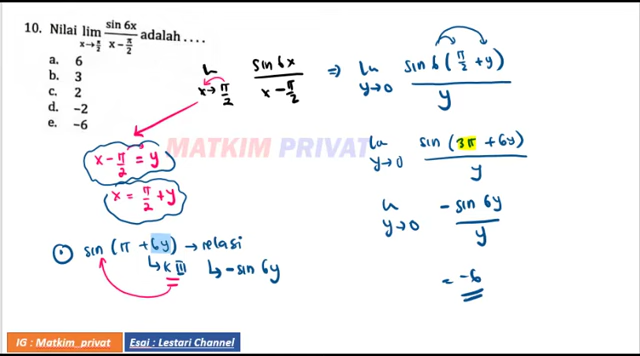 10. Nilai lim x→π/2 sin 6x / x − π/2 adalah ....
a. 6
b. 3
c. 2
d. −2
e. −6
lim x→π/2 sin 6x / x − π/2 ⇒ lim y→0 sin 6(π/2 + y) / y
x − π/2 = y
x = π/2 + y
MATKIM PRIVAT
lim y→0 sin (3π + 6y) / y
lim y→0 − sin 6y / y
= −6
• sin (π + 6y) → relasi
↳ K III ↳ − sin 6y
IG : Matkim_privat
Esai : Lestari Channel